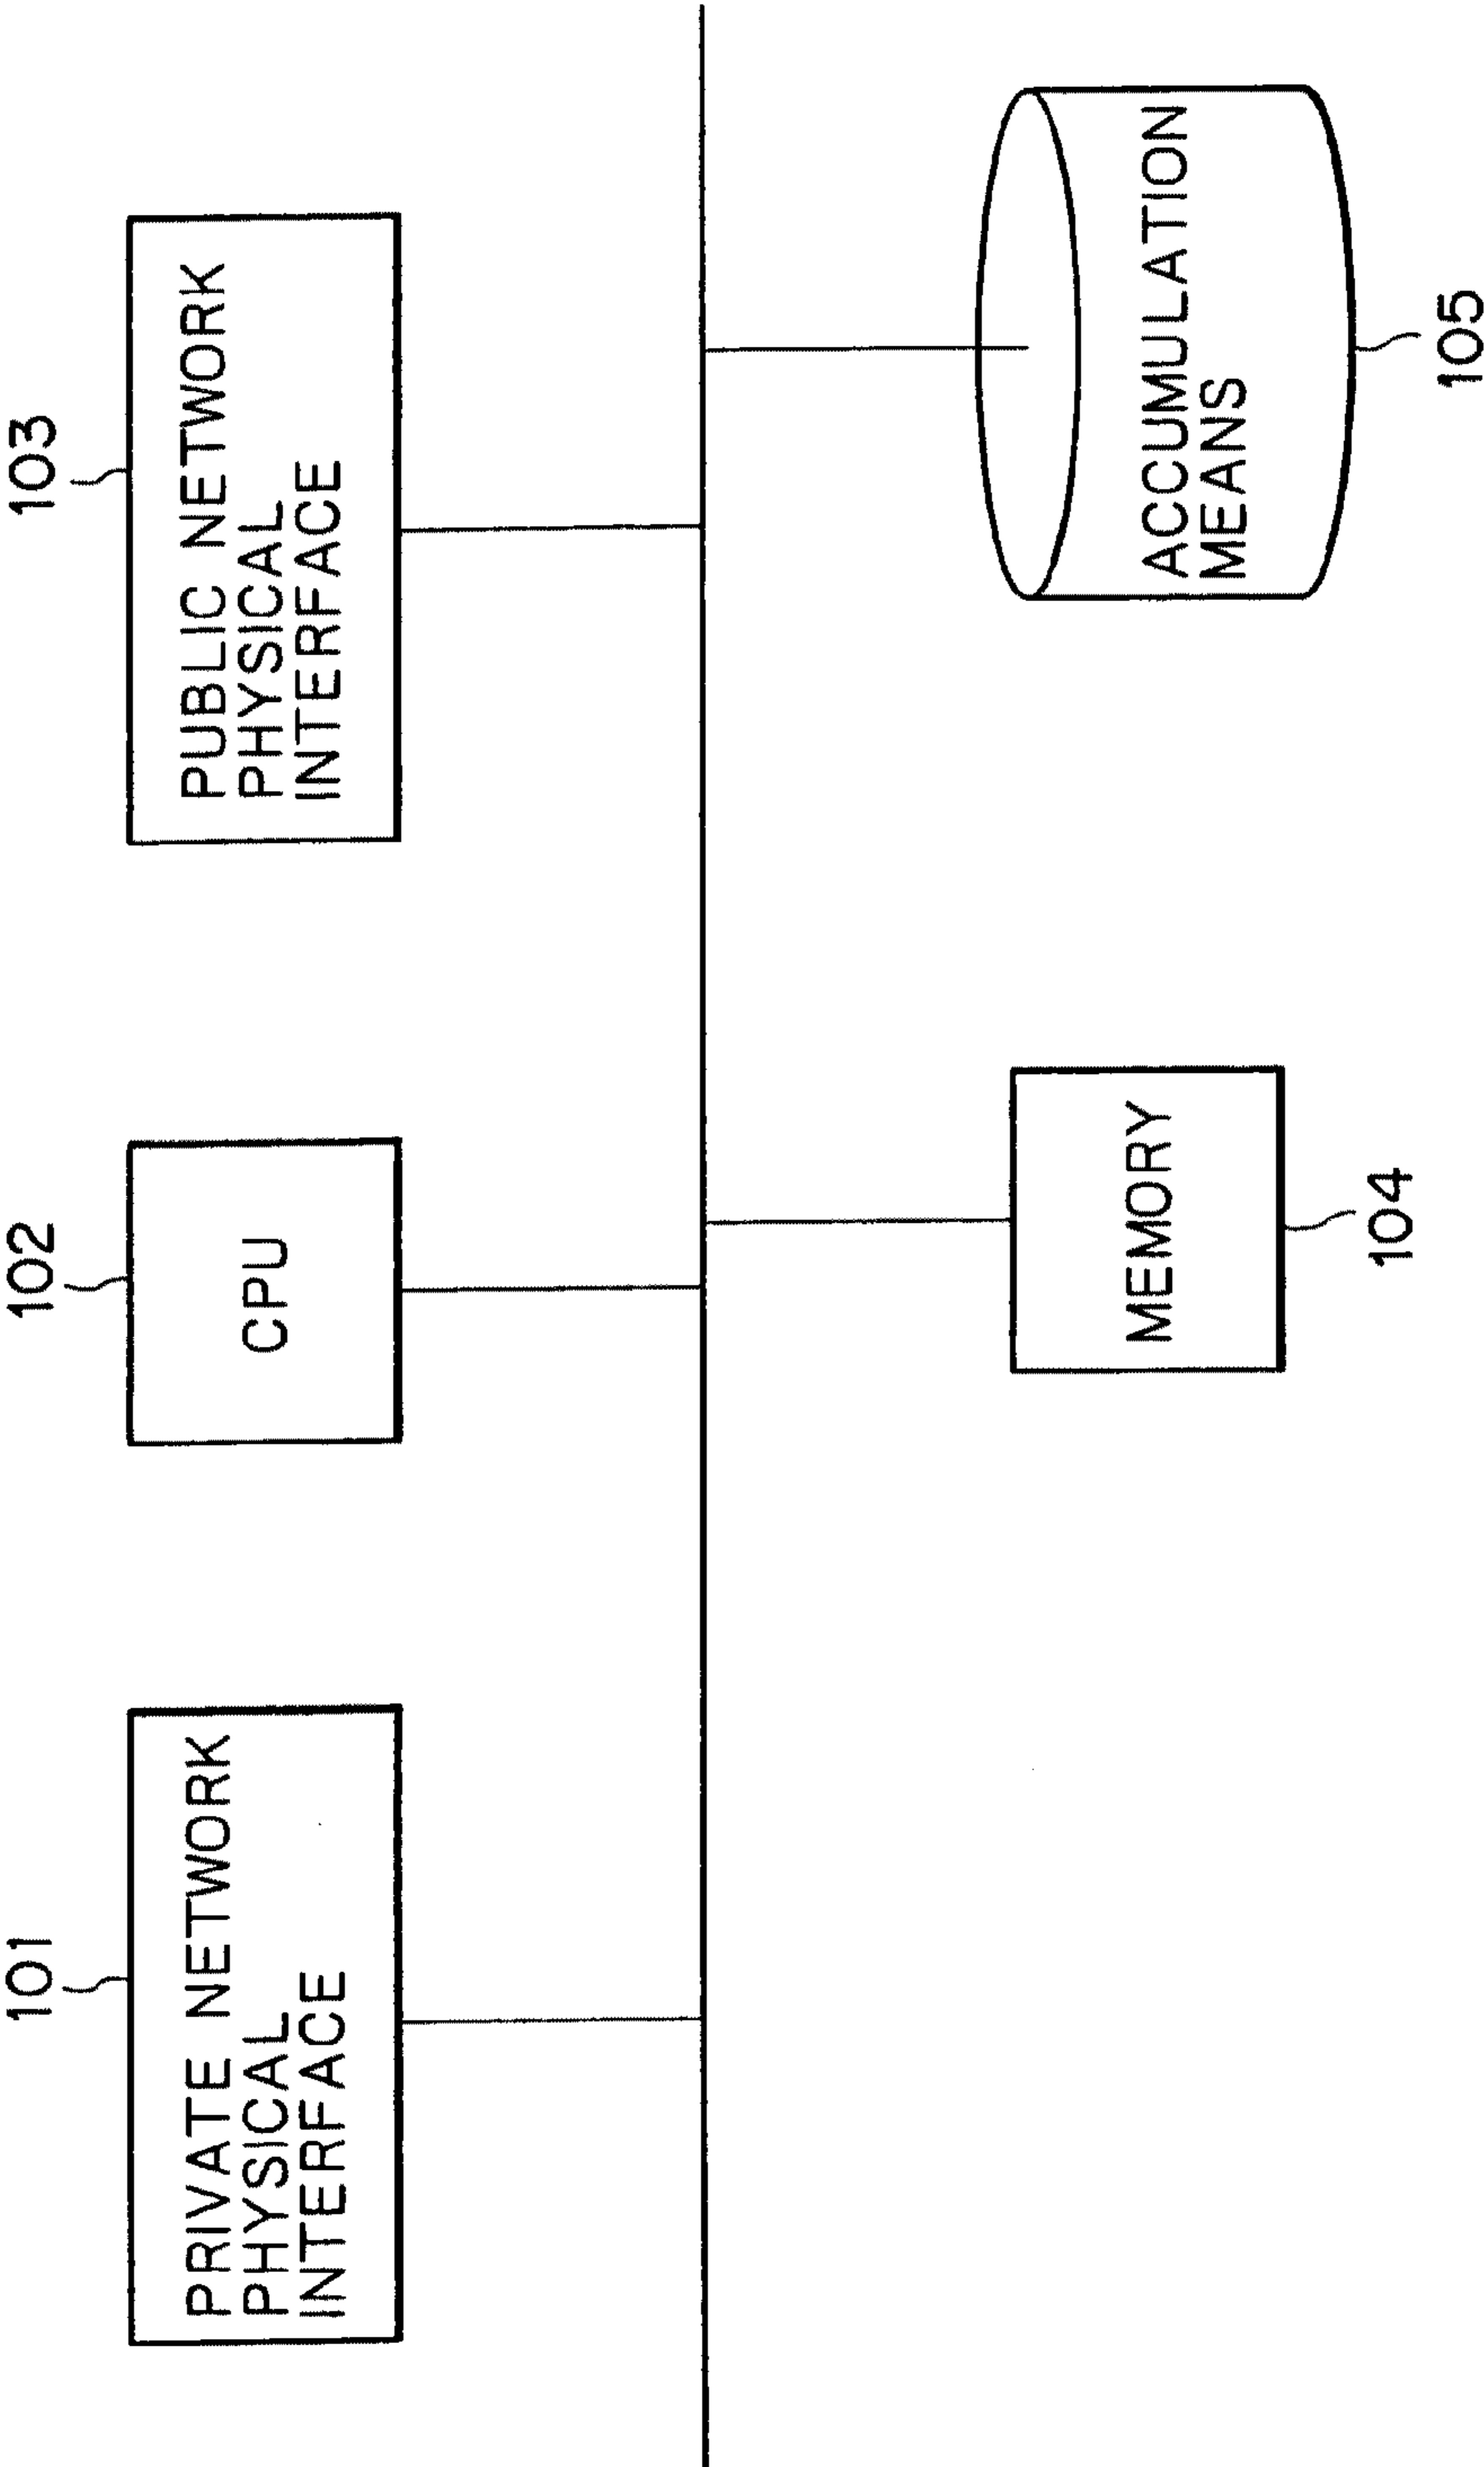 101
PRIVATE NETWORK
PHYSICAL
INTERFACE
102
CPU
103
PUBLIC NETWORK
PHYSICAL
INTERFACE
MEMORY
104
ACCUMULATION
MEANS
105